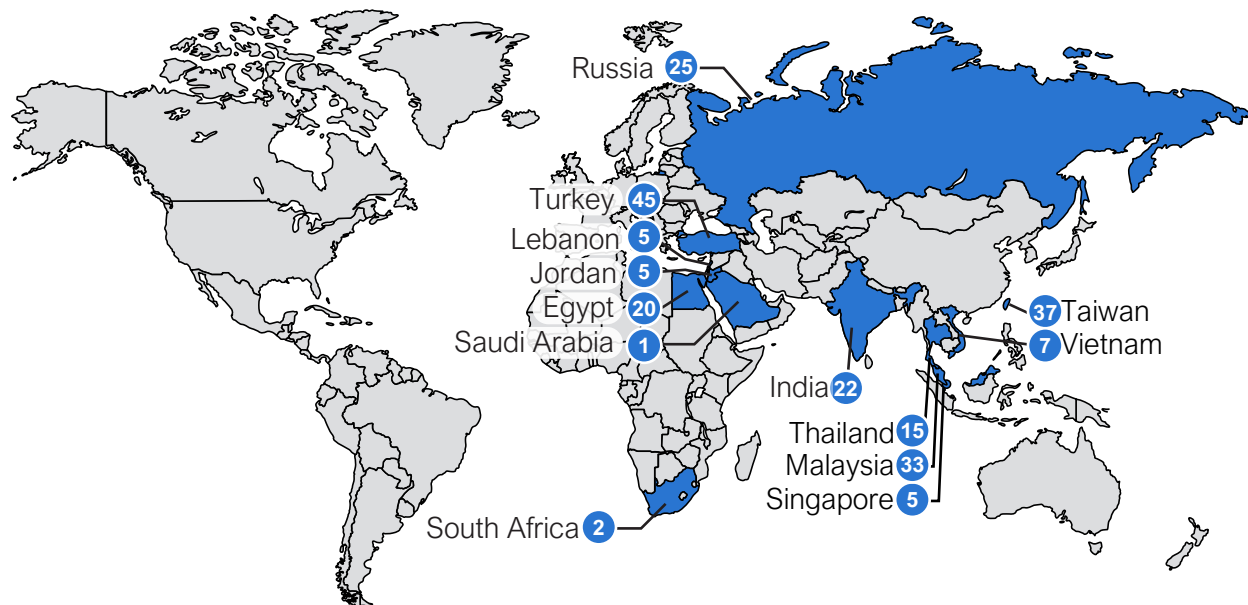 Russia 25
Turkey 45
Lebanon 5
Jordan 5
Egypt 20
Saudi Arabia 1
37 Taiwan
7 Vietnam
India 22
Thailand 15
Malaysia 33
Singapore 5
South Africa 2